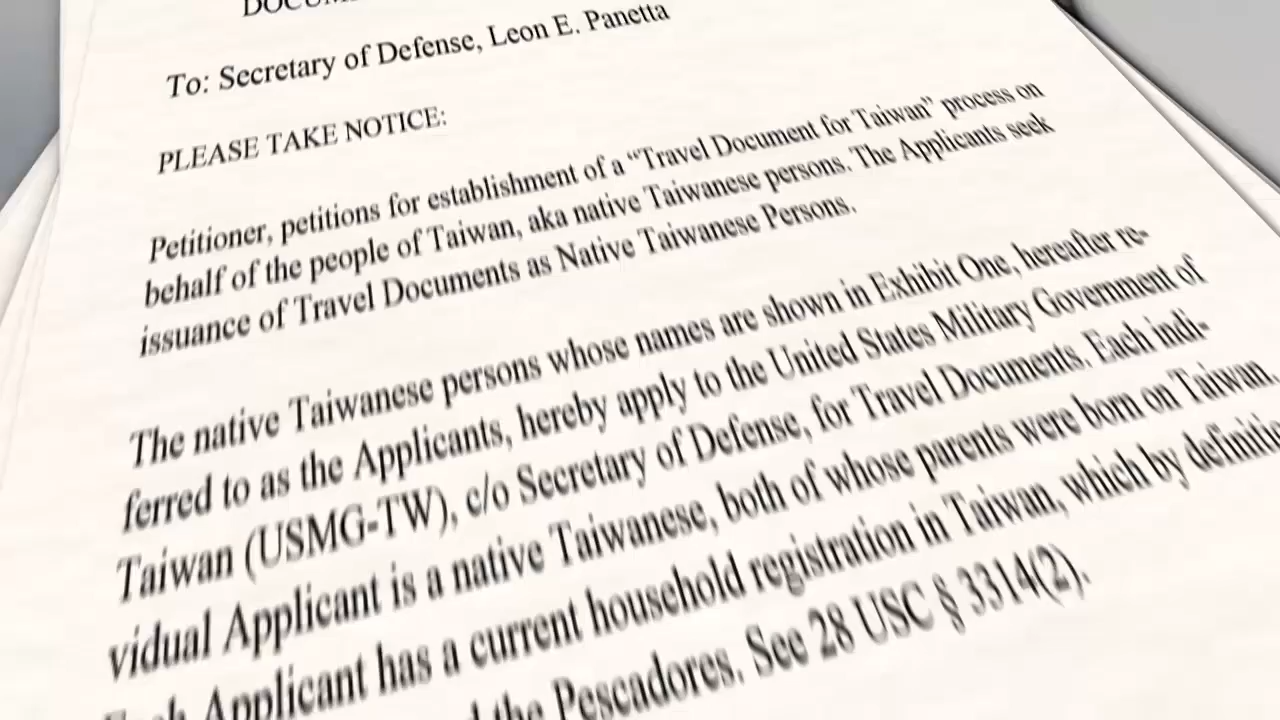 To: Secretary of Defense, Leon E. Panetta
PLEASE TAKE NOTICE:
Petitioner, petitions for establishment of a “Travel Document for Taiwan” process on
behalf of the people of Taiwan, aka native Taiwanese persons. The Applicants seek
issuance of Travel Documents as Native Taiwanese Persons.
The native Taiwanese persons whose names are shown in Exhibit One, hereafter re-
ferred to as the Applicants, hereby apply to the United States Military Government of
Taiwan (USMG-TW), c/o Secretary of Defense, for Travel Documents. Each indi-
vidual Applicant is a native Taiwanese, both of whose parents were born on Taiwan.
Each Applicant has a current household registration in Taiwan, which by
the Pescadores. See 28 USC § 3314(2).